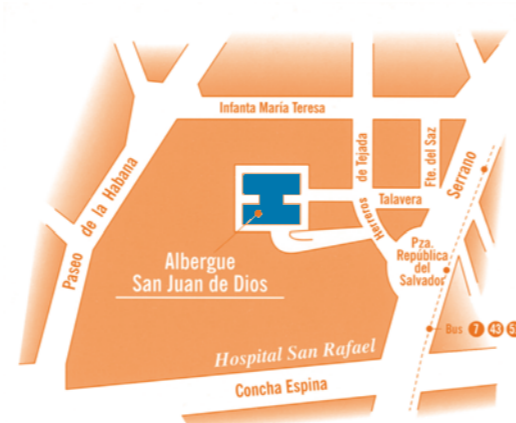 Infanta María Teresa
Paseo de la Habana
Herreros de Tejada
Fte. del Saz
Serrano
Talavera
Pza.
República
del
Salvador
Albergue
San Juan de Dios
Bus 7 43
Hospital San Rafael
Concha Espina